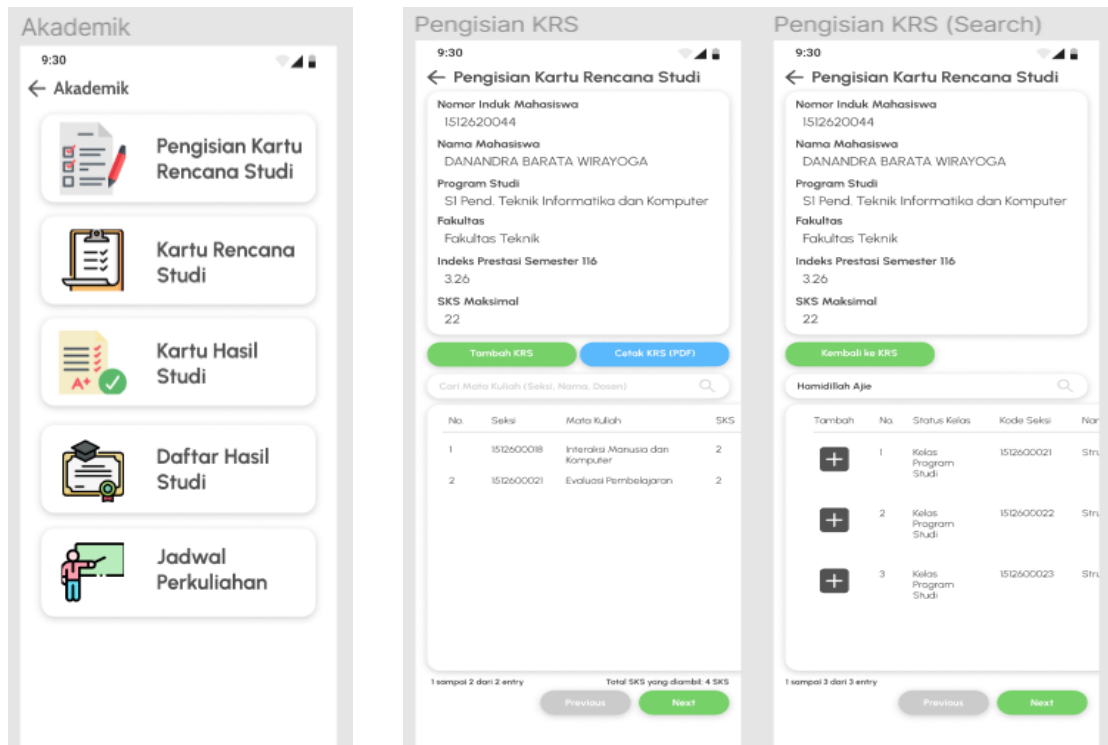 Akademik
9:30
Akademik
Pengisian Kartu
Rencana Studi
Kartu Rencana
Studi
Kartu Hasil
Studi
A+
Daftar Hasil
Studi
Jadwal
Perkuliahan
Pengisian KRS
9:30
Pengisian Kartu Rencana Studi
Nomor Induk Mahasiswa
1512620044
Nama Mahasiswa
DANANDRA BARATA WIRAYOGA
Program Studi
S1 Pend. Teknik Informatika dan Komputer
Fakultas
Fakultas Teknik
Indeks Prestasi Semester 116
3.26
SKS Maksimal
22
Tambah KRS Cetak KRS (PDF)
Cari Mata Kuliah (Seksi, Nama, Dosen)
No. Seksi Mata Kuliah SKS
1 1512600018 Interaksi Manusia dan 2
Komputer
2 1512600021 Evaluasi Pembelajaran 2
1 sampai 2 dari 2 entry Total SKS yang diambil: 4 SKS
Previous Next
Pengisian KRS (Search)
9:30
Pengisian Kartu Rencana Studi
Nomor Induk Mahasiswa
1512620044
Nama Mahasiswa
DANANDRA BARATA WIRAYOGA
Program Studi
S1 Pend. Teknik Informatika dan Komputer
Fakultas
Fakultas Teknik
Indeks Prestasi Semester 116
3.26
SKS Maksimal
22
Kembali ke KRS
Hamidillah Ajie
Tambah No. Status Kelas Kode Seksi Nar
1 Kelas 1512600021 Stru
Program
Studi
2 Kelas 1512600022 Stru
Program
Studi
3 Kelas 1512600023 Stru
Program
Studi
1 sampai 3 dari 3 entry
Previous Next